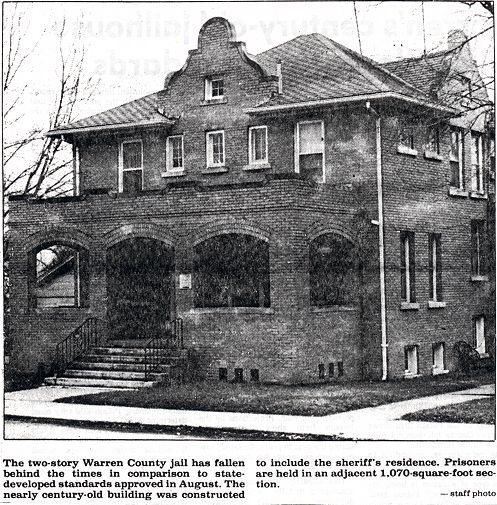 The two-story Warren County jail has fallen
behind the times in comparison to state-
developed standards approved in August. The
nearly century-old building was constructed
to include the sheriff's residence. Prisoners
are held in an adjacent 1,070-square-foot sec-
tion.
— staff photo